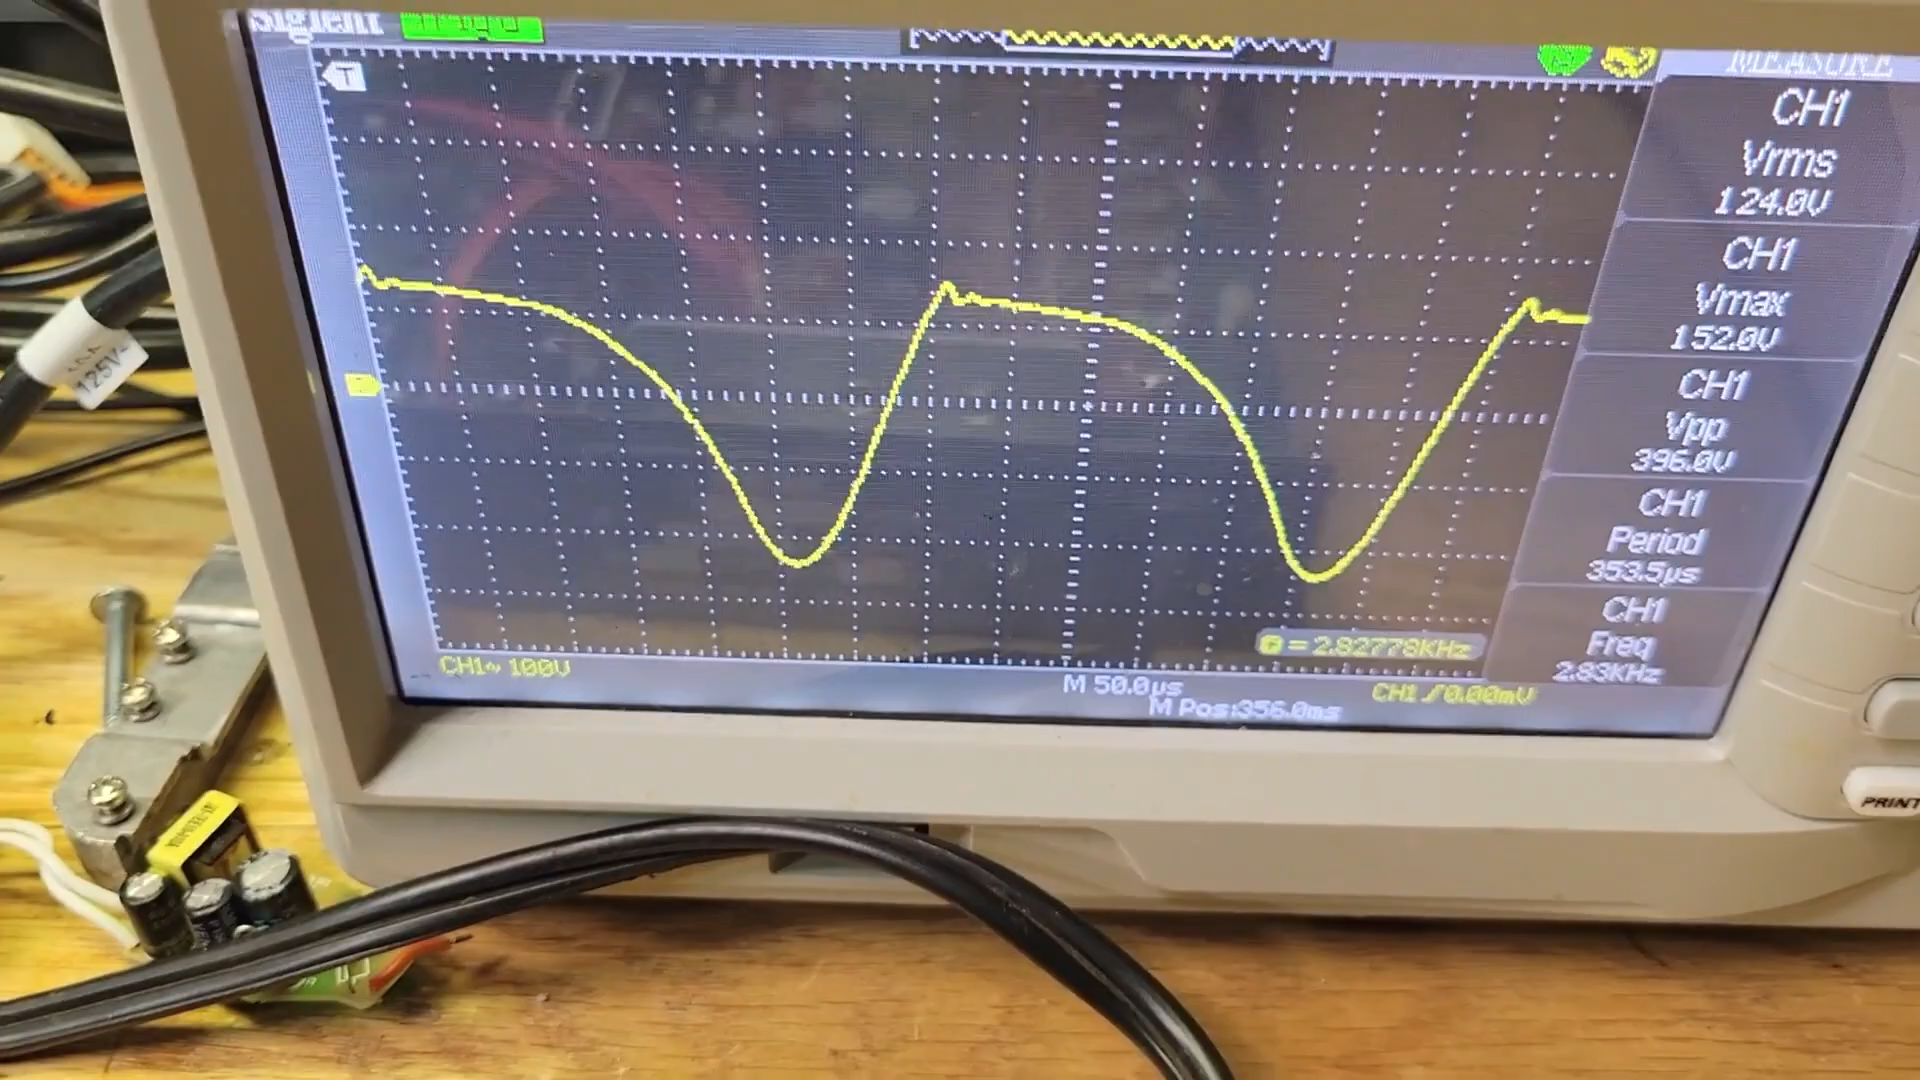 Siglent
T
MEASURE
CH1
Vrms
124.0V
CH1
Vmax
152.0V
CH1
Vpp
396.0V
CH1
Period
353.5µs
CH1
Freq
2.83KHz
= 2.82778KHz
CH1~ 100V
M 50.0µs
CH1 /0.00mV
M Pos:356.0ms
125V~
PRINT